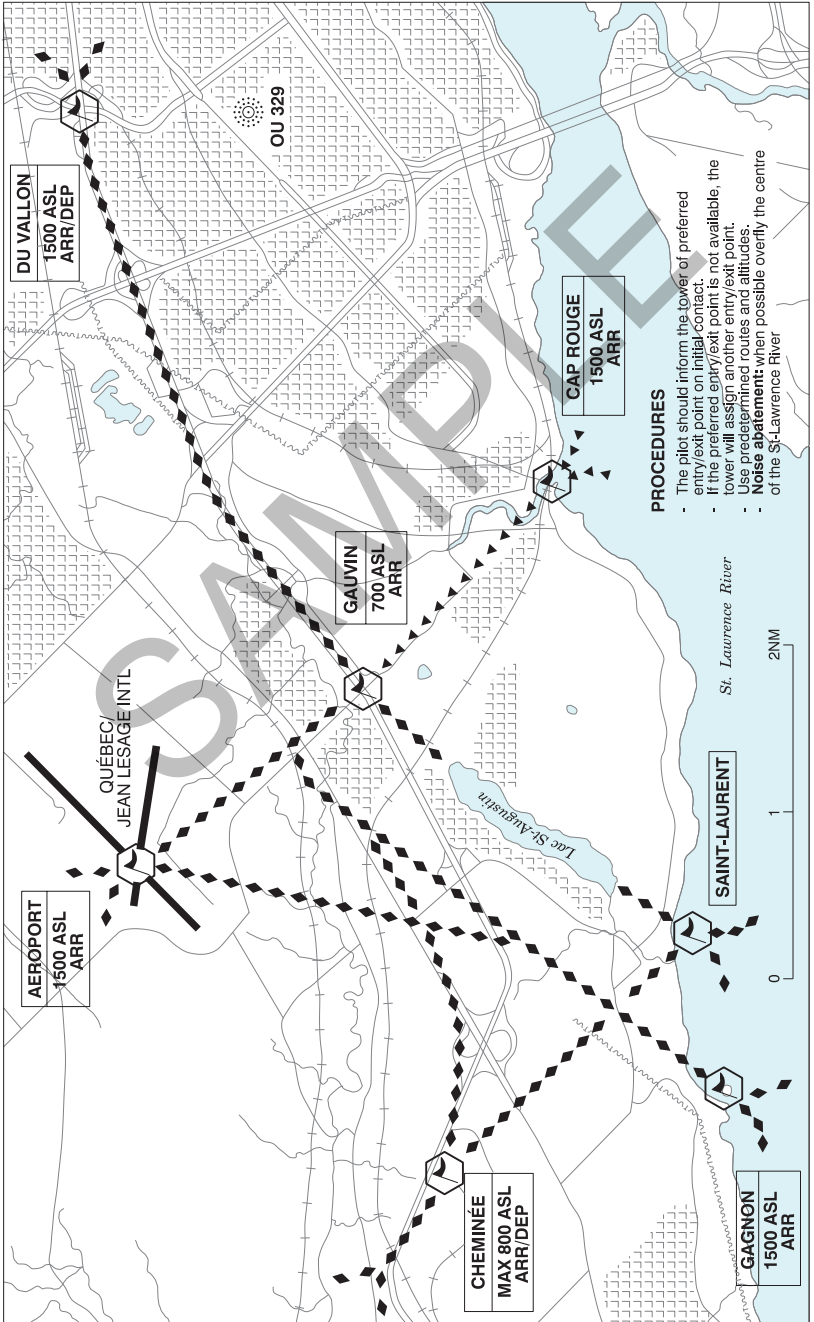 DU VALLON
1500 ASL
ARR/DEP
OU 329
CAP ROUGE
1500 ASL
ARR
GAUVIN
700 ASL
ARR
QUÉBEC/
JEAN LESAGE INTL
AEROPORT
1500 ASL
ARR
Lac St-Augustin
SAINT-LAURENT
CHEMINÉE
MAX 800 ASL
ARR/DEP
GAGNON
1500 ASL
ARR
PROCEDURES
- The pilot should inform the tower of preferred
entry/exit point on initial contact.
- If the preferred entry/exit point is not available, the
tower will assign another entry/exit point.
- Use predetermined routes and altitudes.
- Noise abatement: when possible overfly the centre
of the St-Lawrence River
St. Lawrence River
0 1 2NM
SAMPLE